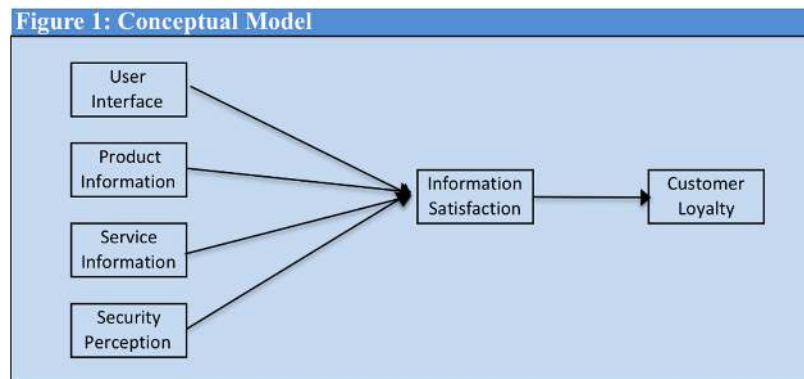 Figure 1: Conceptual Model
User
Interface
Product
Information
Service
Information
Security
Perception
Information
Satisfaction
Customer
Loyalty